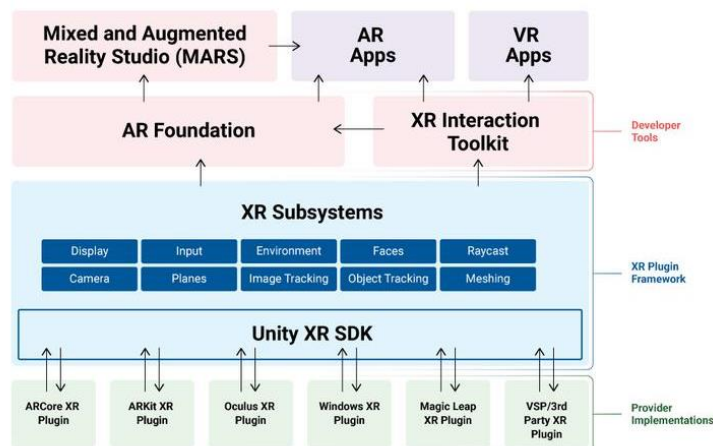 Mixed and Augmented
Reality Studio (MARS)
AR
Apps
VR
Apps
AR Foundation
XR Interaction
Toolkit
Developer
Tools
XR Subsystems
Display
Input
Environment
Faces
Raycast
Camera
Planes
Image Tracking
Object Tracking
Meshing
XR Plugin
Framework
Unity XR SDK
ARCore XR
Plugin
ARKit XR
Plugin
Oculus XR
Plugin
Windows XR
Plugin
Magic Leap
XR Plugin
VSP/3rd
Party XR
Plugin
Provider
Implementations